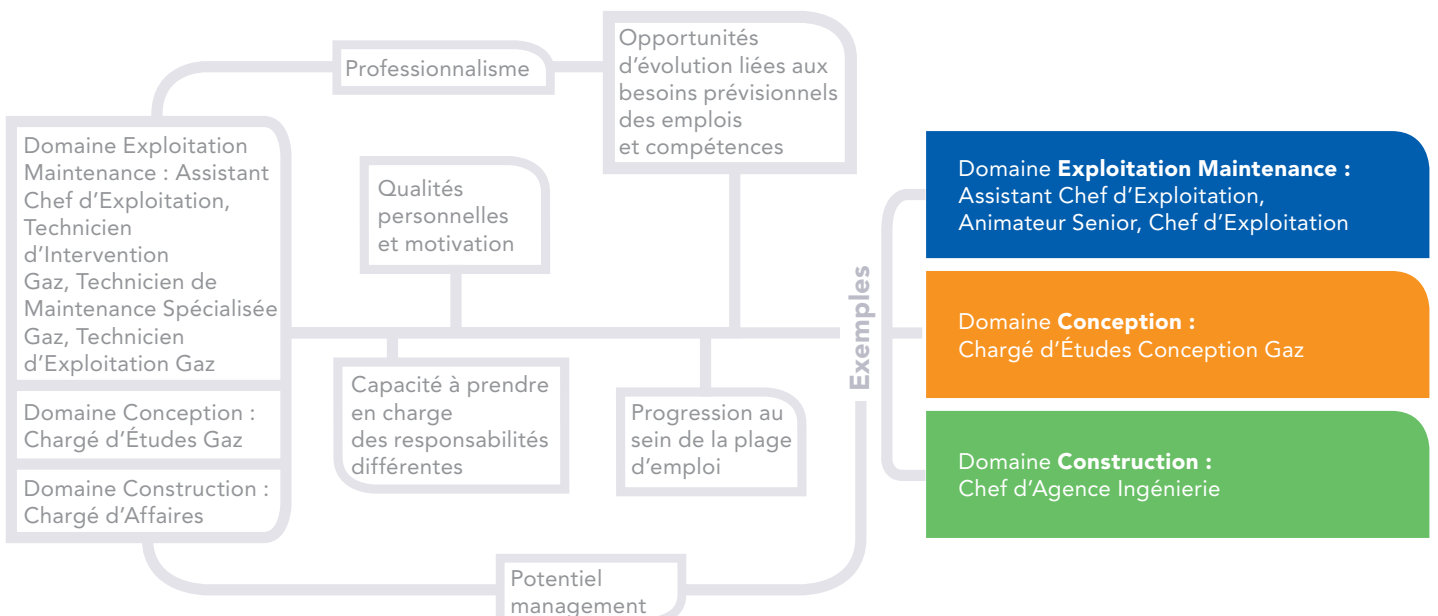 Professionnalisme
Opportunités
d'évolution liées aux
besoins prévisionnels
des emplois
et compétences
Domaine Exploitation
Maintenance : Assistant
Chef d'Exploitation,
Technicien
d'Intervention
Gaz, Technicien de
Maintenance Spécialisée
Gaz, Technicien
d'Exploitation Gaz
Domaine Conception :
Chargé d'Études Gaz
Domaine Construction :
Chargé d'Affaires
Qualités
personnelles
et motivation
Capacité à prendre
en charge
des responsabilités
différentes
Progression au
sein de la plage
d'emploi
Potentiel
management
Exemples
Domaine Exploitation Maintenance :
Assistant Chef d'Exploitation,
Animateur Senior, Chef d'Exploitation
Domaine Conception :
Chargé d'Études Conception Gaz
Domaine Construction :
Chef d'Agence Ingénierie